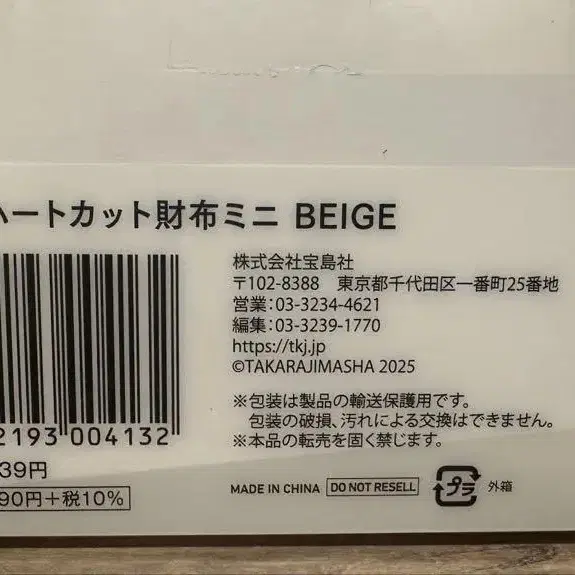 ハートカット財布ミニ BEIGE
株式会社宝島社
〒102-8388 東京都千代田区一番町25番地
営業:03-3234-4621
編集:03-3239-1770
https://tkj.jp
©TAKARAJIMASHA 2025
※包装は製品の輸送保護用です。
包装の破損、汚れによる交換はできません。
※本品の転売を固く禁じます。
2193 004132
39円
90円+税10%
MADE IN CHINA DO NOT RESELL プラ 外箱